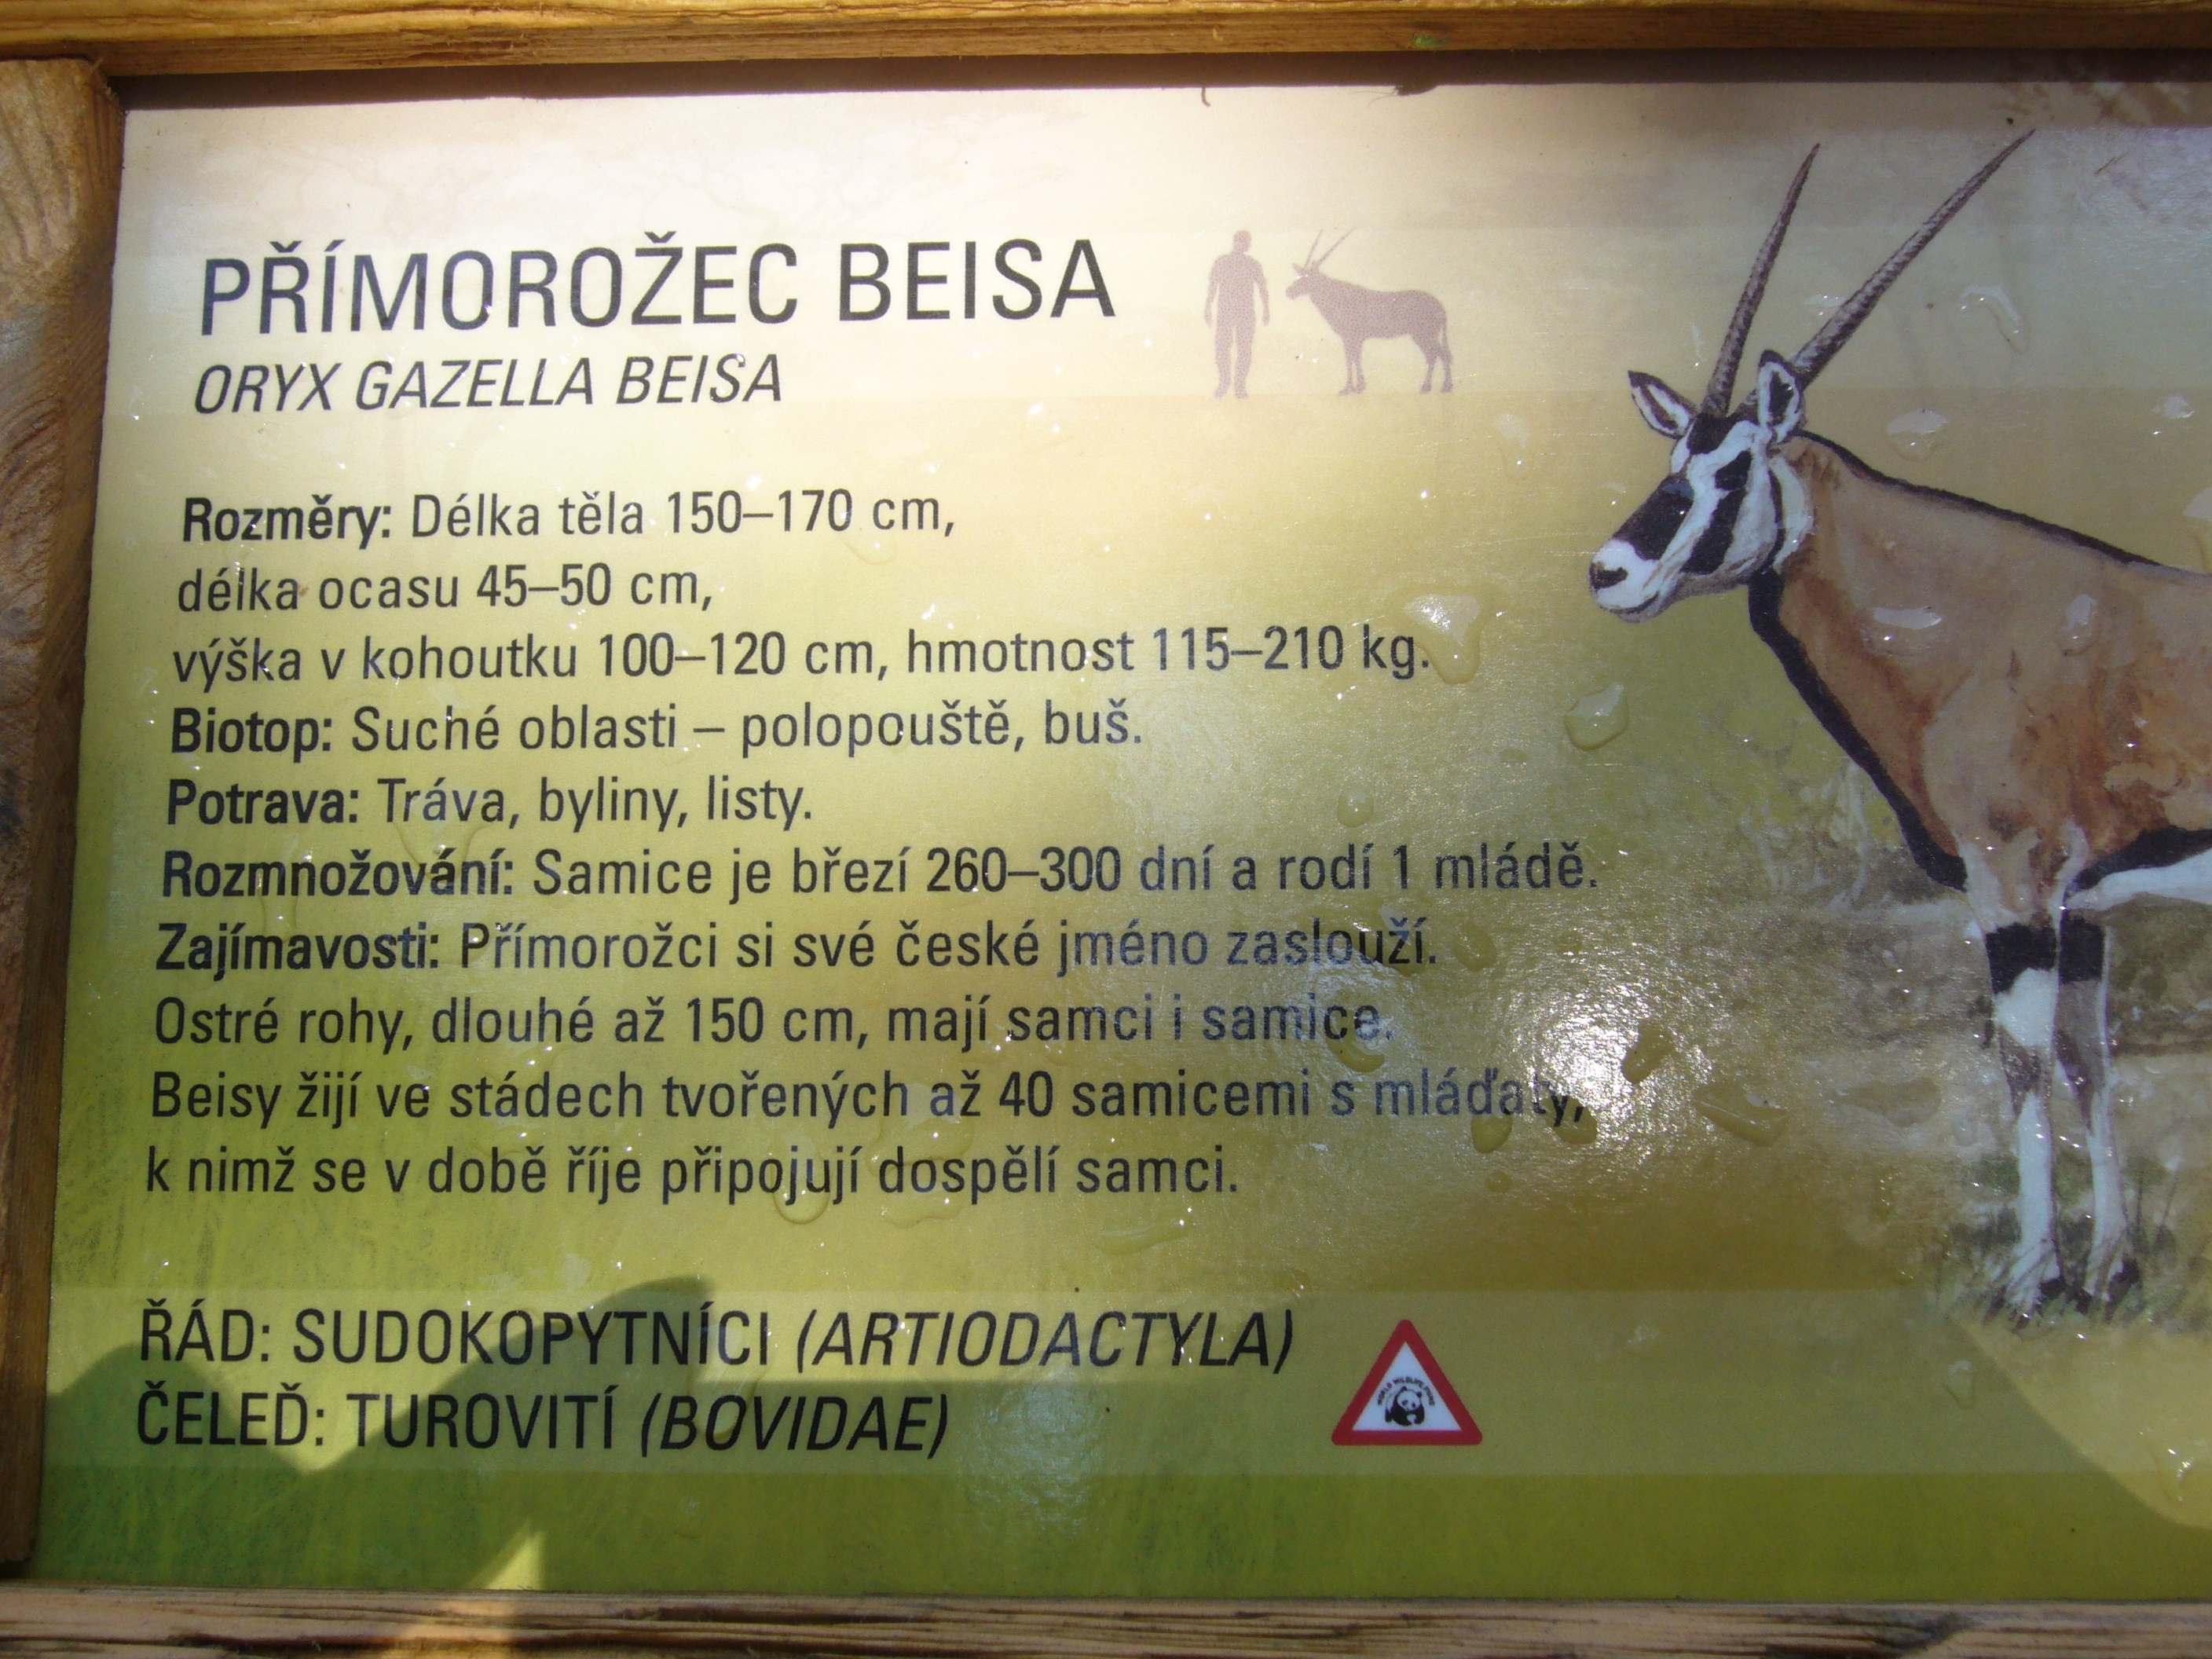 PŘÍMOROŽEC BEISA
ORYX GAZELLA BEISA
Rozměry: Délka těla 150–170 cm,
délka ocasu 45–50 cm,
výška v kohoutku 100–120 cm, hmotnost 115–210 kg.
Biotop: Suché oblasti – polopouště, buš.
Potrava: Tráva, byliny, listy.
Rozmnožování: Samice je březí 260–300 dní a rodí 1 mládě.
Zajímavosti: Přímorožci si své české jméno zaslouží.
Ostré rohy, dlouhé až 150 cm, mají samci i samice.
Beisy žijí ve stádech tvořených až 40 samicemi s mláďaty,
k nimž se v době říje připojují dospělí samci.
ŘÁD: SUDOKOPYTNÍCI (ARTIODACTYLA)
ČELEĎ: TUROVITÍ (BOVIDAE)
WORLD WILDLIFE FUND